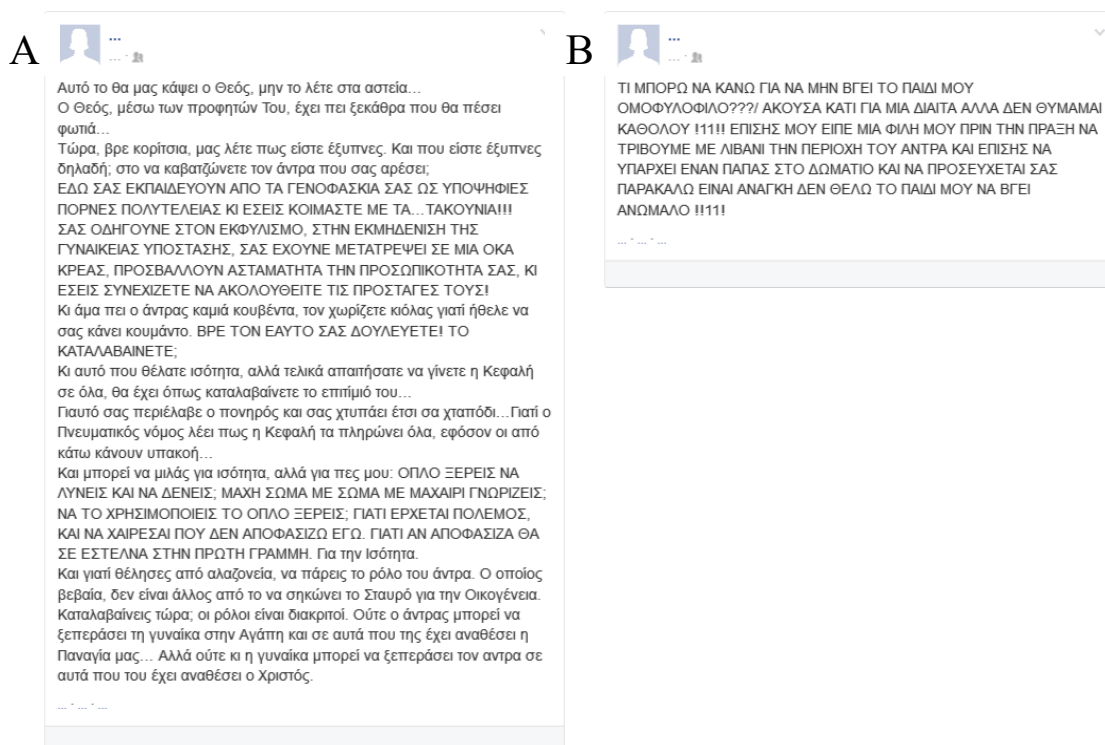 A
...
... ·
Αυτό το θα μας κάψει ο Θεός, μην το λέτε στα αστεία…
Ο Θεός, μέσω των προφητών Του, έχει πει ξεκάθαρα που θα πέσει
φωτιά…
Τώρα, βρε κορίτσια, μας λέτε πως είστε έξυπνες. Και που είστε έξυπνες
δηλαδή; στο να καβατζώνετε τον άντρα που σας αρέσει;
ΕΔΩ ΣΑΣ ΕΚΠΑΙΔΕΥΟΥΝ ΑΠΟ ΤΑ ΓΕΝΟΦΑΣΚΙΑ ΣΑΣ ΩΣ ΥΠΟΨΗΦΙΕΣ
ΠΟΡΝΕΣ ΠΟΛΥΤΕΛΕΙΑΣ ΚΙ ΕΣΕΙΣ ΚΟΙΜΑΣΤΕ ΜΕ ΤΑ…ΤΑΚΟΥΝΙΑ!!!
ΣΑΣ ΟΔΗΓΟΥΝΕ ΣΤΟΝ ΕΚΦΥΛΙΣΜΟ, ΣΤΗΝ ΕΚΜΗΔΕΝΙΣΗ ΤΗΣ
ΓΥΝΑΙΚΕΙΑΣ ΥΠΟΣΤΑΣΗΣ, ΣΑΣ ΕΧΟΥΝΕ ΜΕΤΑΤΡΕΨΕΙ ΣΕ ΜΙΑ ΟΚΑ
ΚΡΕΑΣ, ΠΡΟΣΒΑΛΛΟΥΝ ΑΣΤΑΜΑΤΗΤΑ ΤΗΝ ΠΡΟΣΩΠΙΚΟΤΗΤΑ ΣΑΣ, ΚΙ
ΕΣΕΙΣ ΣΥΝΕΧΙΖΕΤΕ ΝΑ ΑΚΟΛΟΥΘΕΙΤΕ ΤΙΣ ΠΡΟΣΤΑΓΕΣ ΤΟΥΣ!
Κι άμα πει ο άντρας καμιά κουβέντα, τον χωρίζετε κιόλας γιατί ήθελε να
σας κάνει κουμάντο. ΒΡΕ ΤΟΝ ΕΑΥΤΟ ΣΑΣ ΔΟΥΛΕΥΕΤΕ! ΤΟ
ΚΑΤΑΛΑΒΑΙΝΕΤΕ;
Κι αυτό που θέλατε ισότητα, αλλά τελικά απαιτήσατε να γίνετε η Κεφαλή
σε όλα, θα έχει όπως καταλαβαίνετε το επιτίμιό του…
Γιαυτό σας περιέλαβε ο πονηρός και σας χτυπάει έτσι σα χταπόδι…Γιατί ο
Πνευματικός νόμος λέει πως η Κεφαλή τα πληρώνει όλα, εφόσον οι από
κάτω κάνουν υπακοή…
Και μπορεί να μιλάς για ισότητα, αλλά για πες μου: ΟΠΛΟ ΞΕΡΕΙΣ ΝΑ
ΛΥΝΕΙΣ ΚΑΙ ΝΑ ΔΕΝΕΙΣ; ΜΑΧΗ ΣΩΜΑ ΜΕ ΣΩΜΑ ΜΕ ΜΑΧΑΙΡΙ ΓΝΩΡΙΖΕΙΣ;
ΝΑ ΤΟ ΧΡΗΣΙΜΟΠΟΙΕΙΣ ΤΟ ΟΠΛΟ ΞΕΡΕΙΣ; ΓΙΑΤΙ ΕΡΧΕΤΑΙ ΠΟΛΕΜΟΣ,
ΚΑΙ ΝΑ ΧΑΙΡΕΣΑΙ ΠΟΥ ΔΕΝ ΑΠΟΦΑΣΙΖΩ ΕΓΩ. ΓΙΑΤΙ ΑΝ ΑΠΟΦΑΣΙΖΑ ΘΑ
ΣΕ ΕΣΤΕΛΝΑ ΣΤΗΝ ΠΡΩΤΗ ΓΡΑΜΜΗ. Για την Ισότητα.
Και γιατί θέλησες από αλαζονεία, να πάρεις το ρόλο του άντρα. Ο οποίος
βεβαία, δεν είναι άλλος από το να σηκώνει το Σταυρό για την Οικογένεια.
Καταλαβαίνεις τώρα; οι ρόλοι είναι διακριτοί. Ούτε ο άντρας μπορεί να
ξεπεράσει τη γυναίκα στην Αγάπη και σε αυτά που της έχει αναθέσει η
Παναγία μας… Αλλά ούτε κι η γυναίκα μπορεί να ξεπεράσει τον αντρα σε
αυτά που του έχει αναθέσει ο Χριστός.
... · ... · ...
B
...
... ·
ΤΙ ΜΠΟΡΩ ΝΑ ΚΑΝΩ ΓΙΑ ΝΑ ΜΗΝ ΒΓΕΙ ΤΟ ΠΑΙΔΙ ΜΟΥ
ΟΜΟΦΥΛΟΦΙΛΟ???/ ΑΚΟΥΣΑ ΚΑΤΙ ΓΙΑ ΜΙΑ ΔΙΑΙΤΑ ΑΛΛΑ ΔΕΝ ΘΥΜΑΜΑΙ
ΚΑΘΟΛΟΥ !11!! ΕΠΙΣΗΣ ΜΟΥ ΕΙΠΕ ΜΙΑ ΦΙΛΗ ΜΟΥ ΠΡΙΝ ΤΗΝ ΠΡΑΞΗ ΝΑ
ΤΡΙΒΟΥΜΕ ΜΕ ΛΙΒΑΝΙ ΤΗΝ ΠΕΡΙΟΧΗ ΤΟΥ ΑΝΤΡΑ ΚΑΙ ΕΠΙΣΗΣ ΝΑ
ΥΠΑΡΧΕΙ ΕΝΑΝ ΠΑΠΑΣ ΣΤΟ ΔΩΜΑΤΙΟ ΚΑΙ ΝΑ ΠΡΟΣΕΥΧΕΤΑΙ ΣΑΣ
ΠΑΡΑΚΑΛΩ ΕΙΝΑΙ ΑΝΑΓΚΗ ΔΕΝ ΘΕΛΩ ΤΟ ΠΑΙΔΙ ΜΟΥ ΝΑ ΒΓΕΙ
ΑΝΩΜΑΛΟ !!11!
... · ... · ...